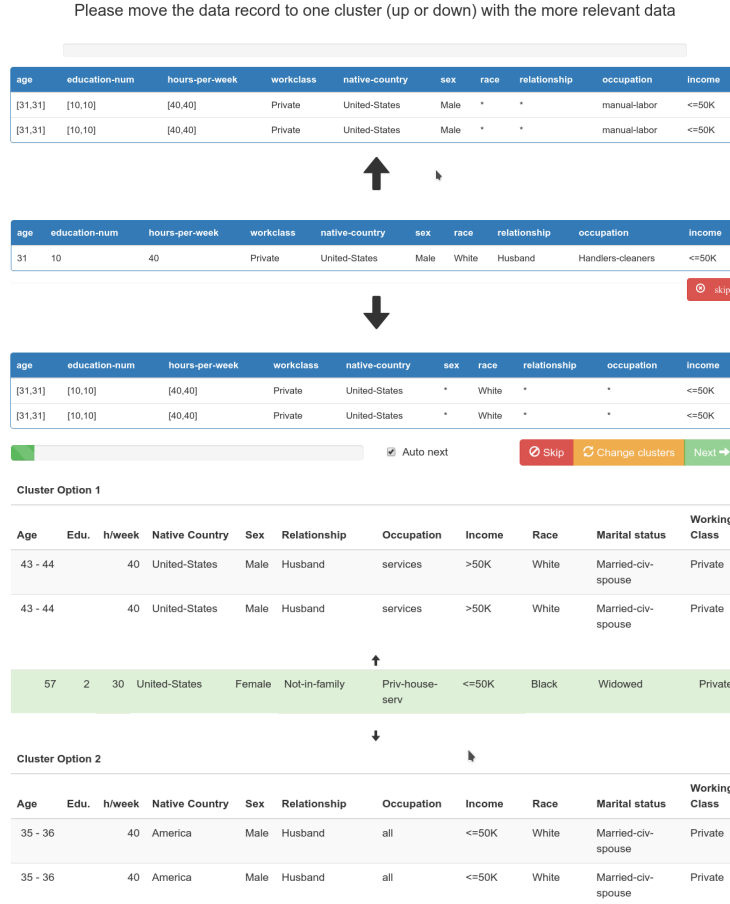 Please move the data record to one cluster (up or down) with the more relevant data
age education-num hours-per-week workclass native-country sex race relationship occupation income
[31,31] [10,10] [40,40] Private United-States Male * * manual-labor <=50K
[31,31] [10,10] [40,40] Private United-States Male * * manual-labor <=50K
age education-num hours-per-week workclass native-country sex race relationship occupation income
31 10 40 Private United-States Male White Husband Handlers-cleaners <=50K
skip
age education-num hours-per-week workclass native-country sex race relationship occupation income
[31,31] [10,10] [40,40] Private United-States * White * * <=50K
[31,31] [10,10] [40,40] Private United-States * White * * <=50K
Auto next Skip Change clusters Next
Cluster Option 1
Working
Age Edu. h/week Native Country Sex Relationship Occupation Income Race Marital status Class
43 - 44 40 United-States Male Husband services >50K White Married-civ- Private
spouse
43 - 44 40 United-States Male Husband services >50K White Married-civ- Private
spouse
57 2 30 United-States Female Not-in-family Priv-house- <=50K Black Widowed Private
serv
Cluster Option 2
Working
Age Edu. h/week Native Country Sex Relationship Occupation Income Race Marital status Class
35 - 36 40 America Male Husband all <=50K White Married-civ- Private
spouse
35 - 36 40 America Male Husband all <=50K White Married-civ- Private
spouse